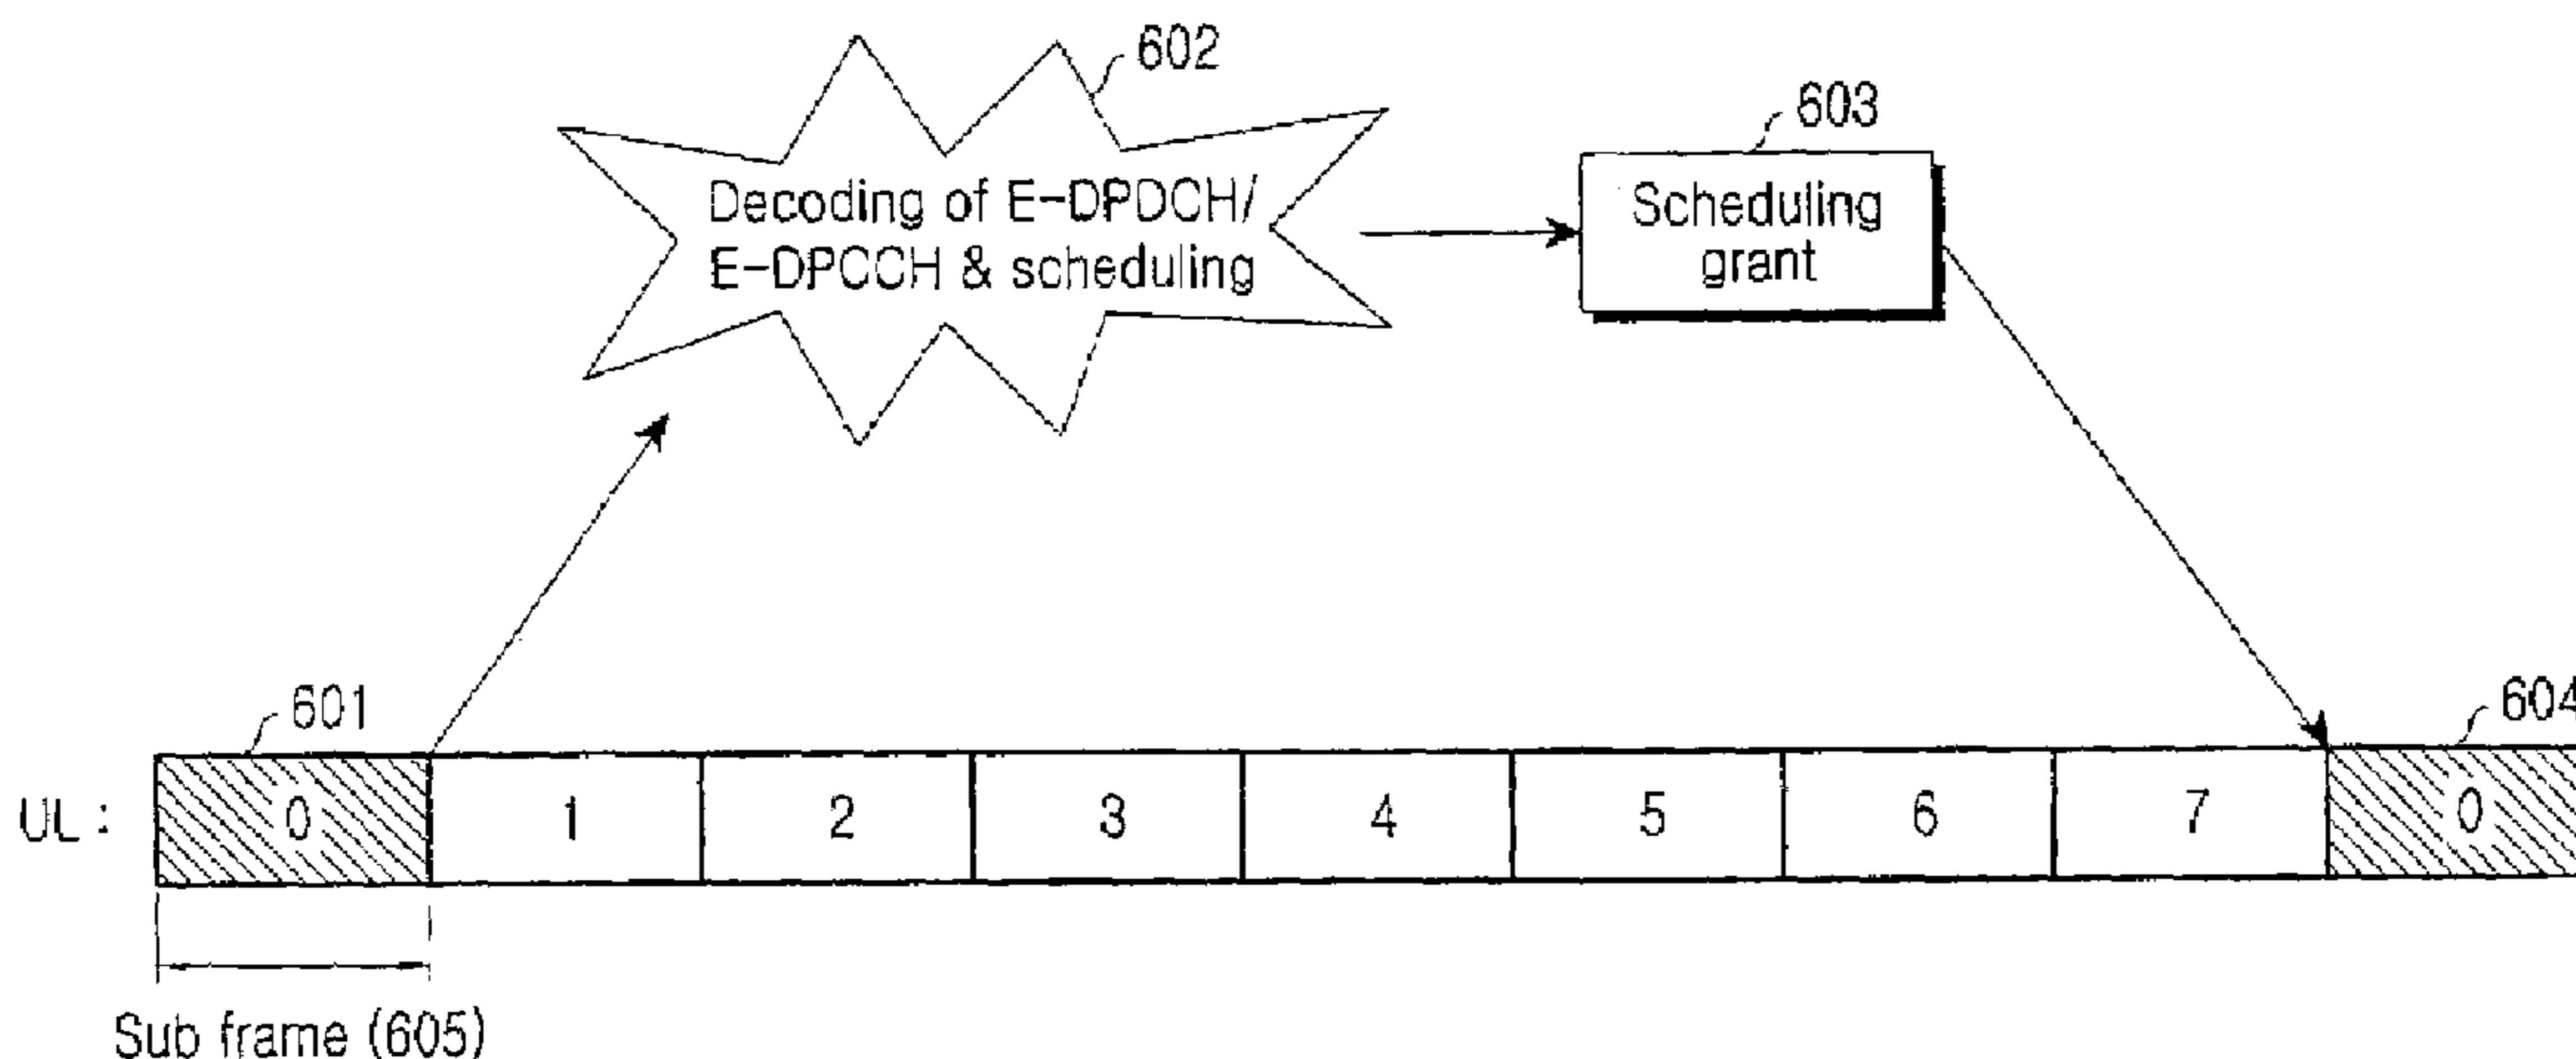 602
603
Decoding of E-DPDCH/
E-DPCCH & scheduling
Scheduling
grant
601
604
UL :
0
1
2
3
4
5
6
7
0
Sub frame (605)